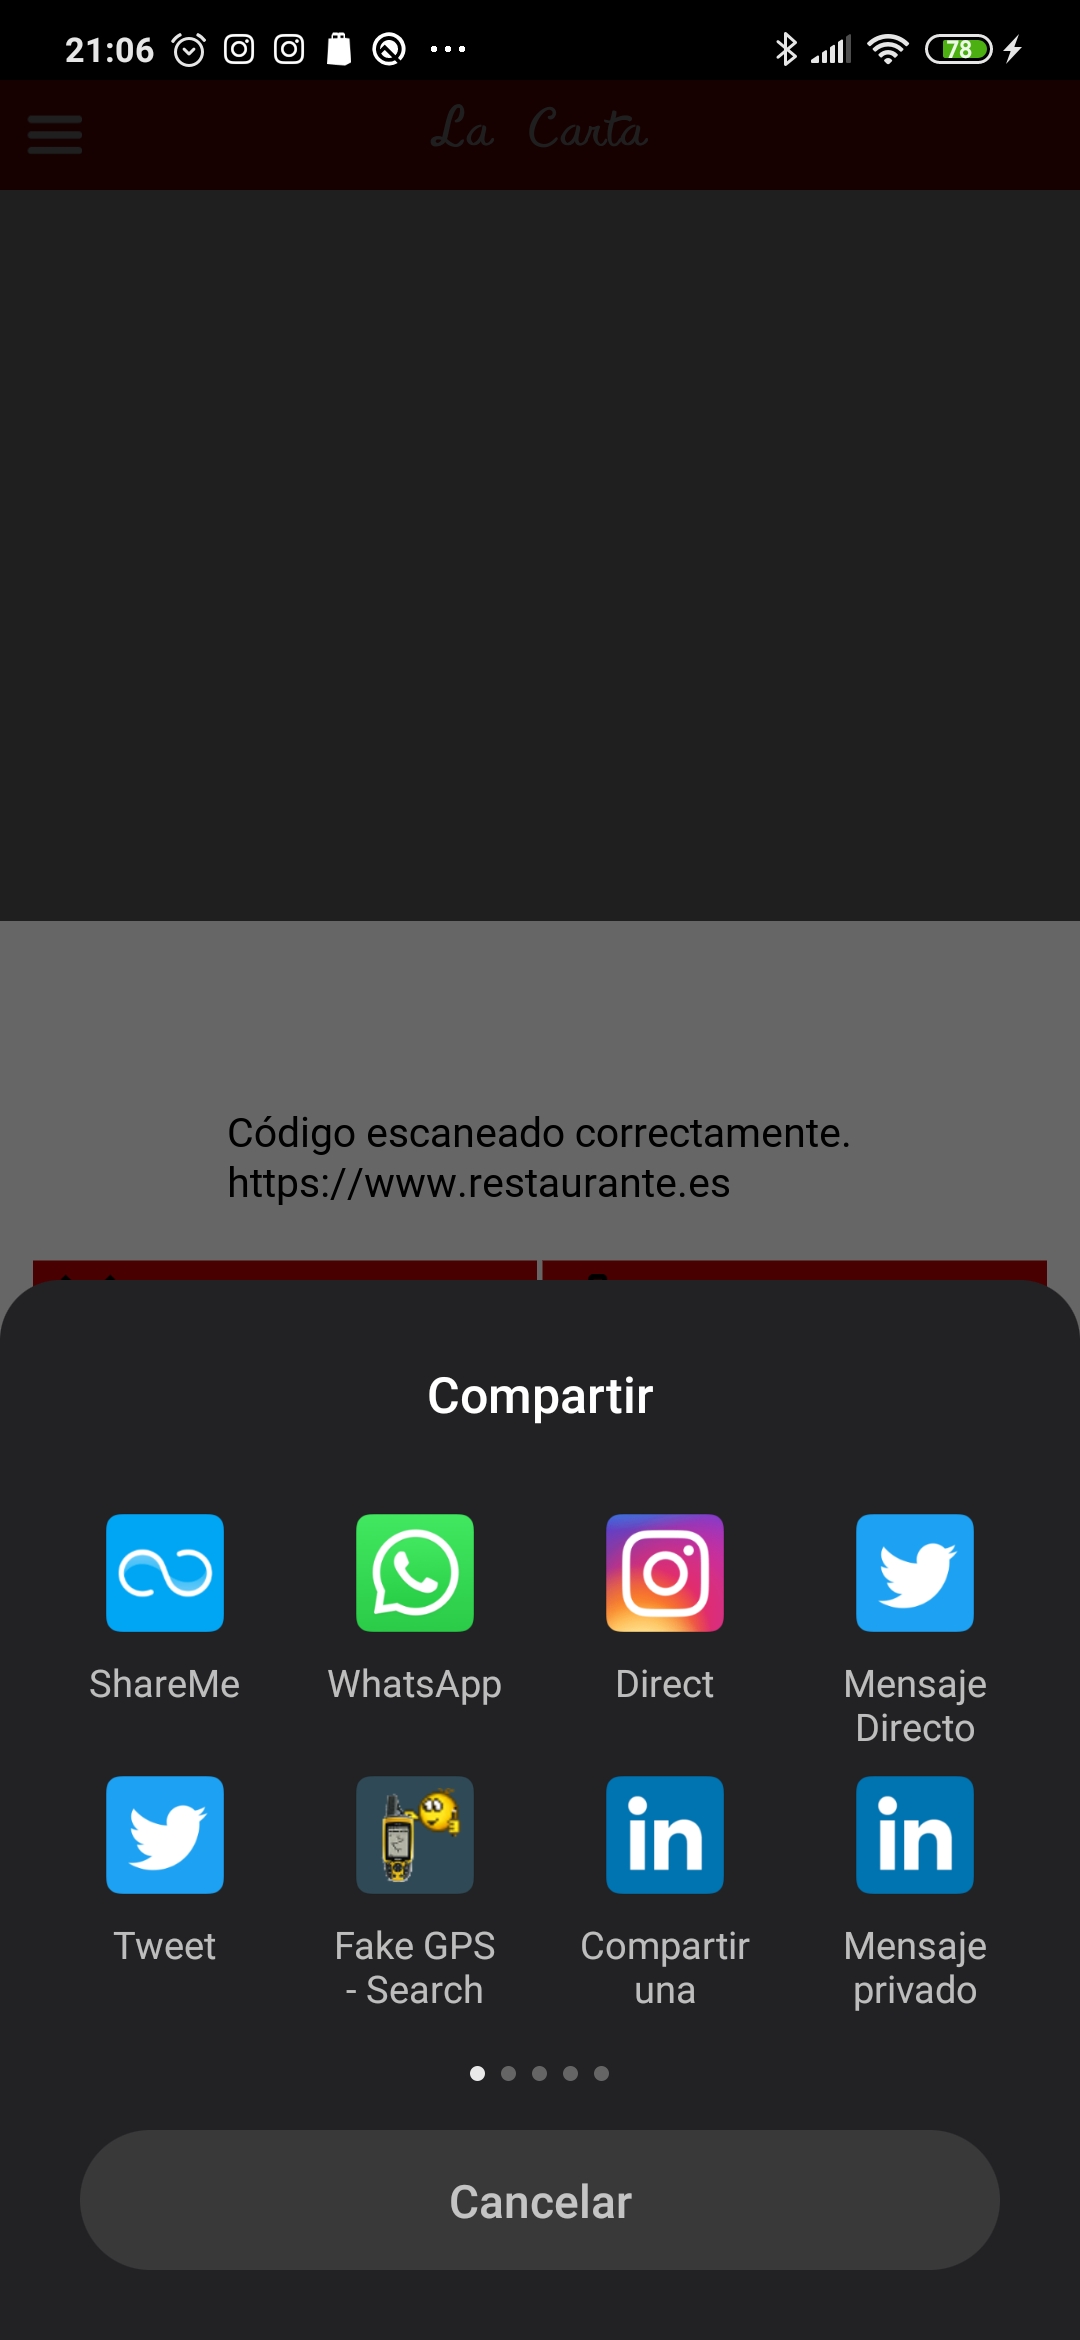 21:06
78
La Carta
Código escaneado correctamente.
https://www.restaurante.es
Compartir
ShareMe
WhatsApp
Direct
Mensaje
Directo
Tweet
Fake GPS
- Search
Compartir
una
Mensaje
privado
Cancelar